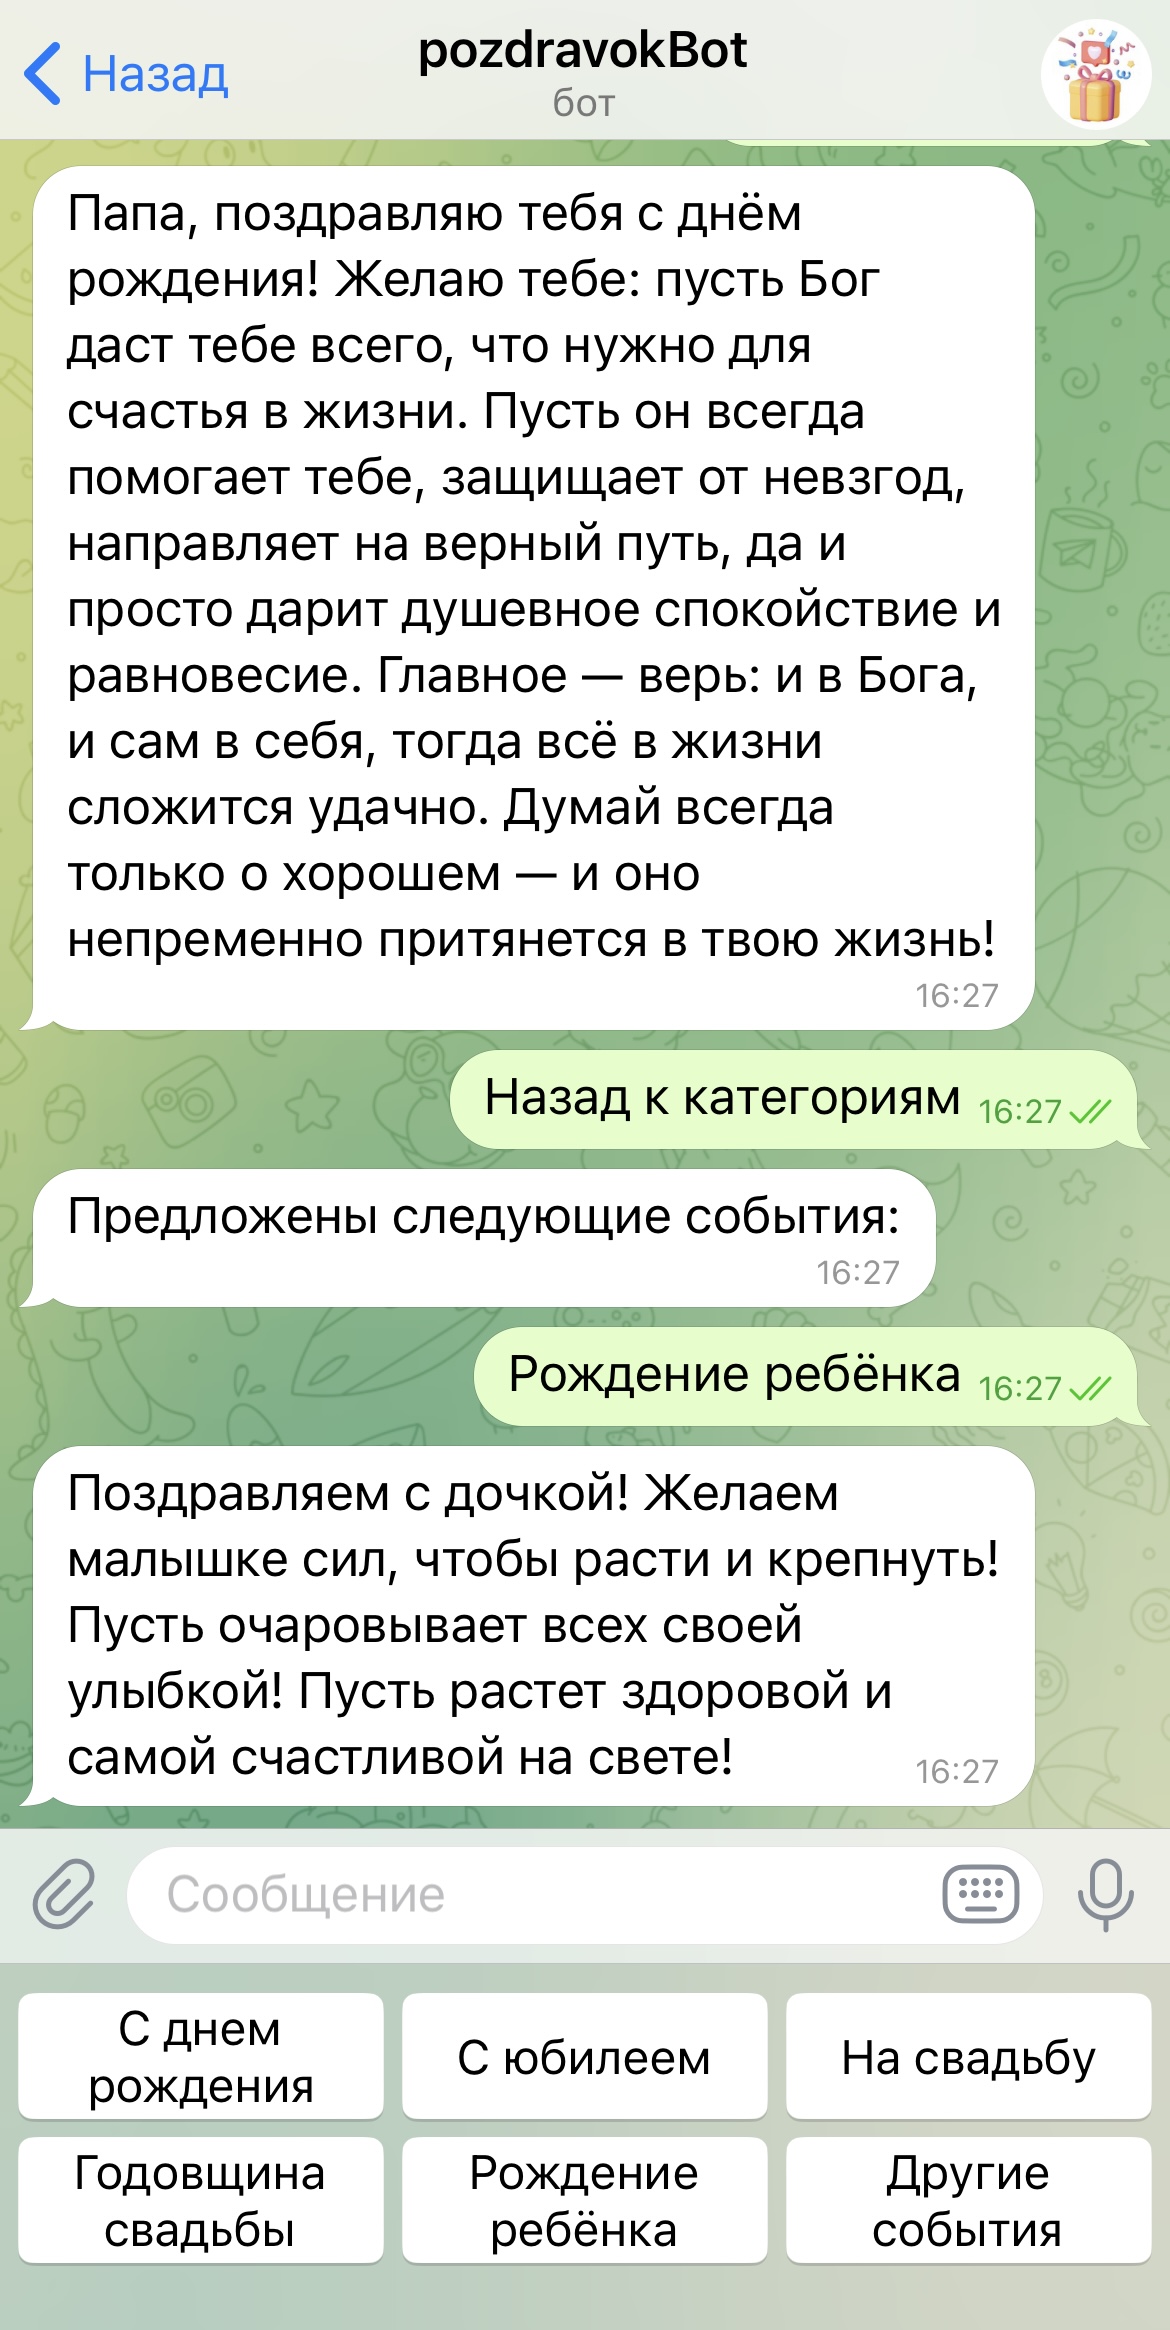 Назад
pozdravokBot
бот
Папа, поздравляю тебя с днём
рождения! Желаю тебе: пусть Бог
даст тебе всего, что нужно для
счастья в жизни. Пусть он всегда
помогает тебе, защищает от невзгод,
направляет на верный путь, да и
просто дарит душевное спокойствие и
равновесие. Главное — верь: и в Бога,
и сам в себя, тогда всё в жизни
сложится удачно. Думай всегда
только о хорошем — и оно
непременно притянется в твою жизнь!
16:27
Назад к категориям 16:27
Предложены следующие события:
16:27
Рождение ребёнка 16:27
Поздравляем с дочкой! Желаем
малышке сил, чтобы расти и крепнуть!
Пусть очаровывает всех своей
улыбкой! Пусть растет здоровой и
самой счастливой на свете! 16:27
Сообщение
С днем
рождения
С юбилеем
На свадьбу
Годовщина
свадьбы
Рождение
ребёнка
Другие
события